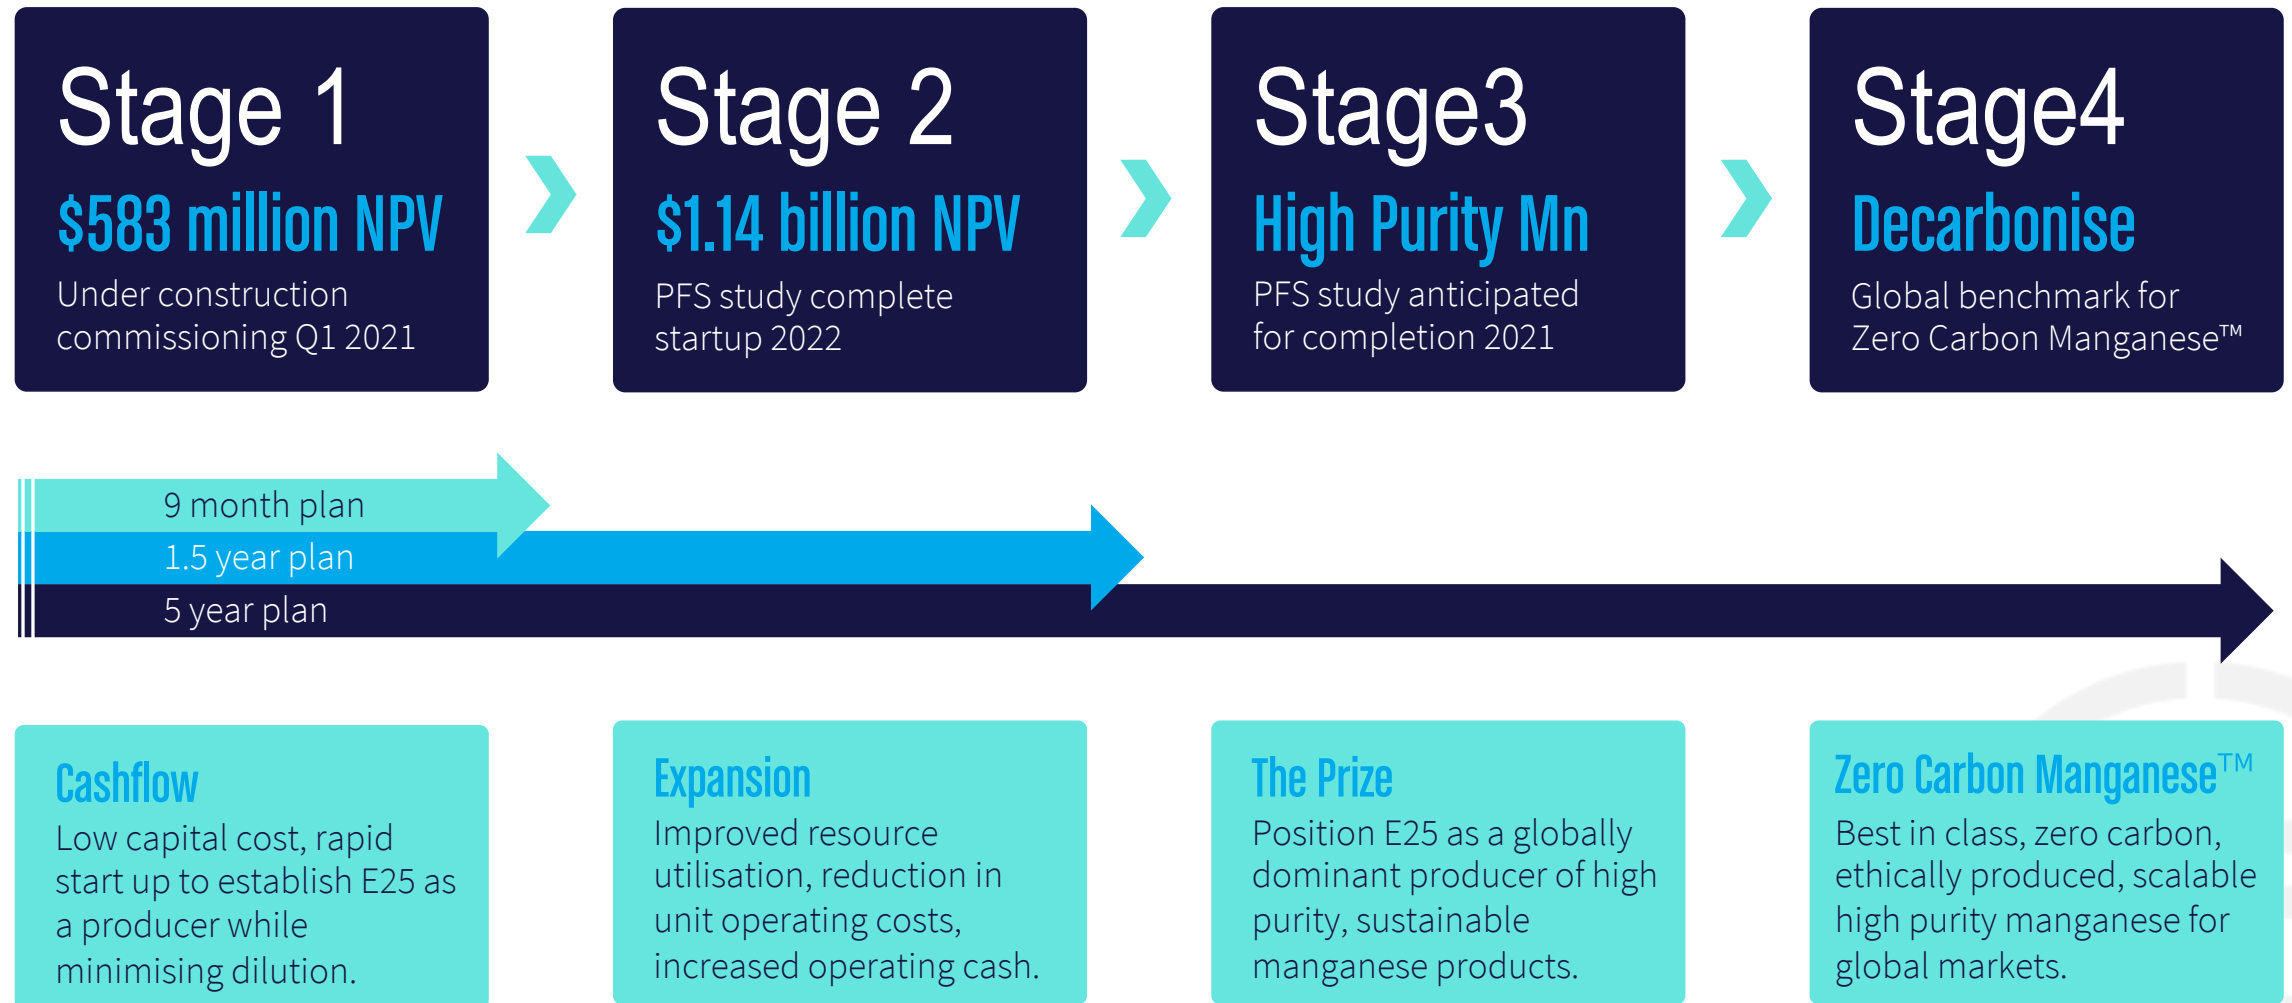 Stage 1
$583 million NPV
Under construction
commissioning Q1 2021
Stage 2
$1.14 billion NPV
PFS study complete
startup 2022
Stage3
High Purity Mn
PFS study anticipated
for completion 2021
Stage4
Decarbonise
Global benchmark for
Zero Carbon Manganese™
9 month plan
1.5 year plan
5 year plan
Cashflow
Low capital cost, rapid
start up to establish E25 as
a producer while
minimising dilution.
Expansion
Improved resource
utilisation, reduction in
unit operating costs,
increased operating cash.
The Prize
Position E25 as a globally
dominant producer of high
purity, sustainable
manganese products.
Zero Carbon Manganese™
Best in class, zero carbon,
ethically produced, scalable
high purity manganese for
global markets.